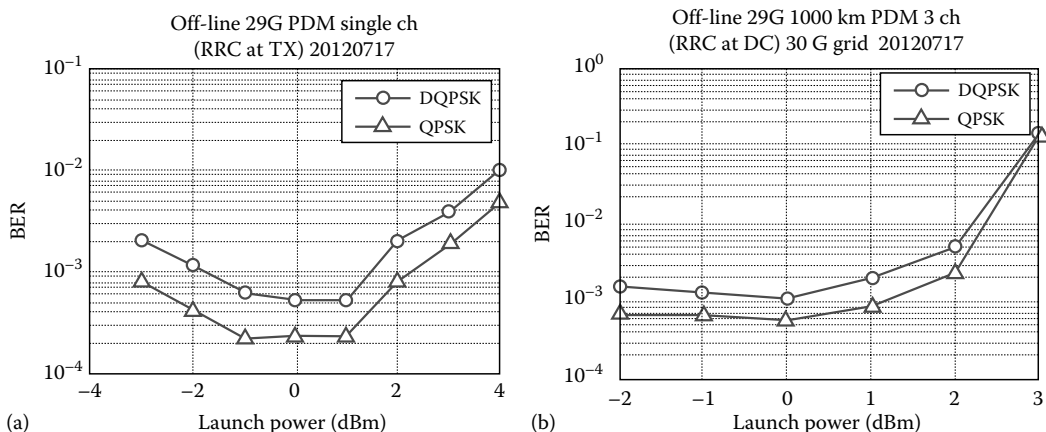 Off-line 29G PDM single ch
(RRC at TX) 20120717
10⁻¹
10⁻²
10⁻³
10⁻⁴
BER
DQPSK
QPSK
−4
−2
0
2
4
Launch power (dBm)
(a)
Off-line 29G 1000 km PDM 3 ch
(RRC at DC) 30 G grid 20120717
10⁰
10⁻¹
10⁻²
10⁻³
10⁻⁴
BER
DQPSK
QPSK
−2
−1
0
1
2
3
Launch power (dBm)
(b)